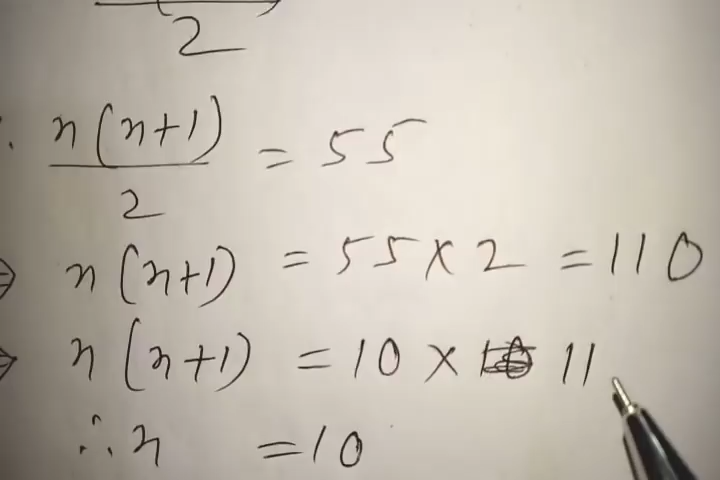 2
∴ n(n+1)/2 = 55
⇒ n(n+1) = 55 × 2 = 110
⇒ n(n+1) = 10 × 11
∴ n = 10